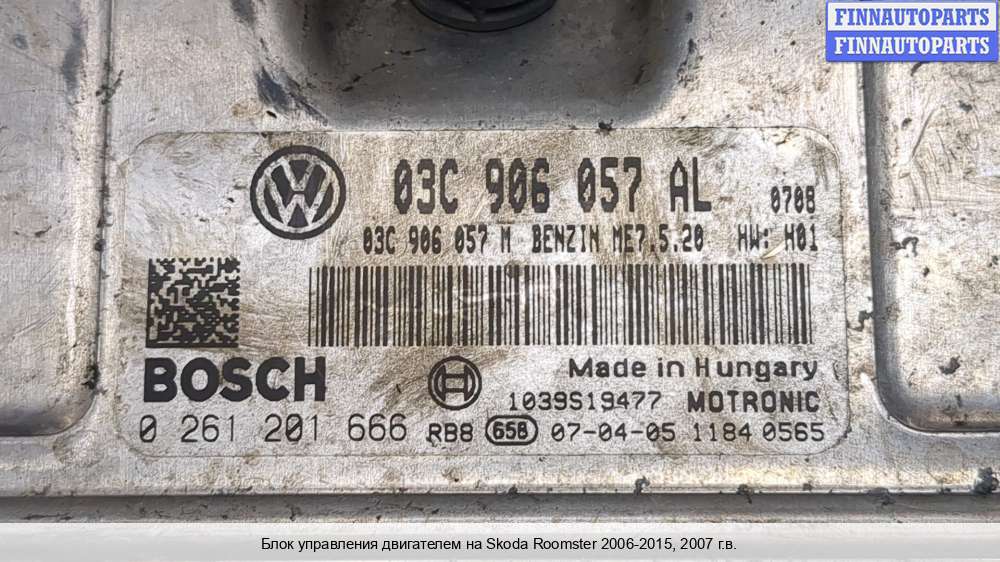 FINNAUTOPARTS
FINNAUTOPARTS
03C 906 057 AL 0708
03C 906 057 M BENZIN ME7.5.20 HW: H01
BOSCH
Made in Hungary
1039S19477 MOTRONIC
0 261 201 666 RB8 658 07-04-05 1184 0565
Блок управления двигателем на Skoda Roomster 2006-2015, 2007 г.в.